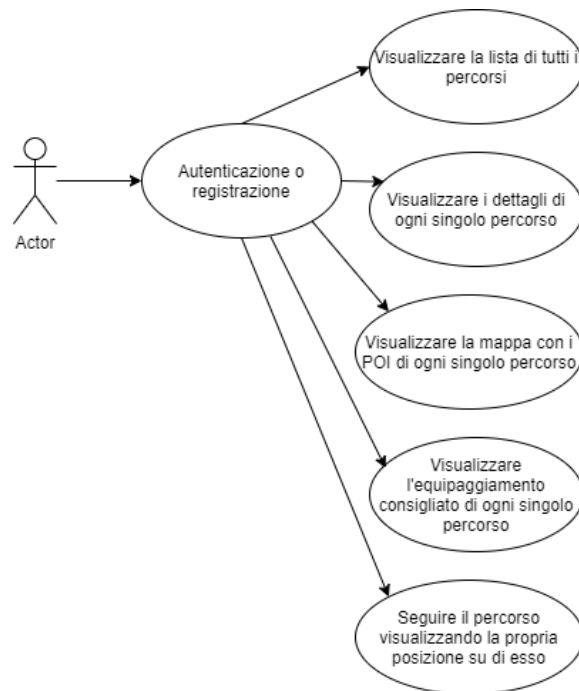 Visualizzare la lista di tutti i
percorsi
Autenticazione o
registrazione
Actor
Visualizzare i dettagli di
ogni singolo percorso
Visualizzare la mappa con i
POI di ogni singolo percorso
Visualizzare
l'equipaggiamento
consigliato di ogni singolo
percorso
Seguire il percorso
visualizzando la propria
posizione su di esso